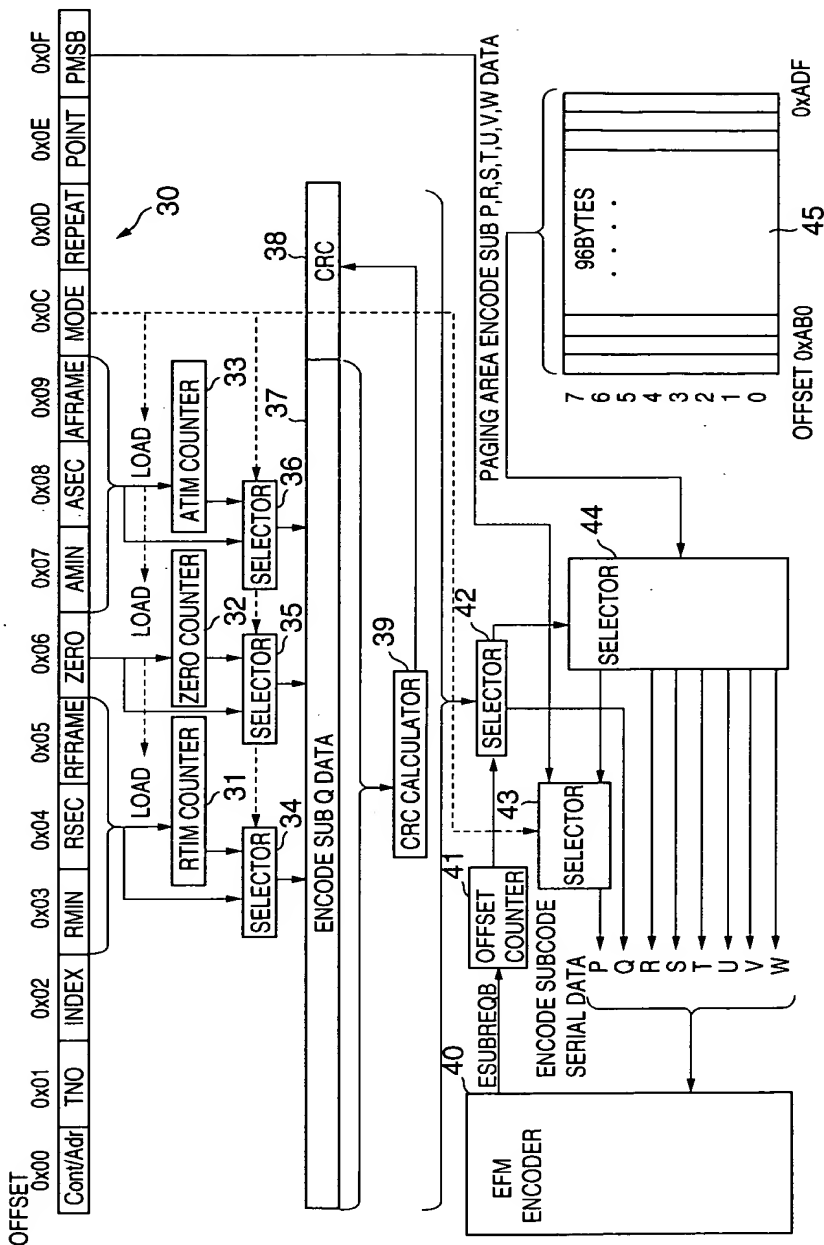 OFFSET
0x00 0x01 0x02 0x03 0x04 0x05 0x06 0x07 0x08 0x09 0x0C 0x0D 0x0E 0x0F
Cont/Adr TNO INDEX RMIN RSEC RFRAME ZERO AMIN ASEC AFRAME MODE REPEAT POINT PMSB
30
LOAD LOAD LOAD
RTIM COUNTER ZERO COUNTER ATIM COUNTER
31 32 33
SELECTOR SELECTOR SELECTOR
34 35 36
37 38
ENCODE SUB Q DATA CRC
CRC CALCULATOR
39
40
EFM
ENCODER
ESUBREQB
41
OFFSET
COUNTER
42
SELECTOR
43
SELECTOR
44
SELECTOR
ENCODE SUBCODE
SERIAL DATA
P
Q
R
S
T
U
V
W
PAGING AREA ENCODE SUB P,R,S,T,U,V,W DATA
7
6
5
4
3
2
1
0
96BYTES
. . . .
OFFSET 0xAB0
0xADF
45